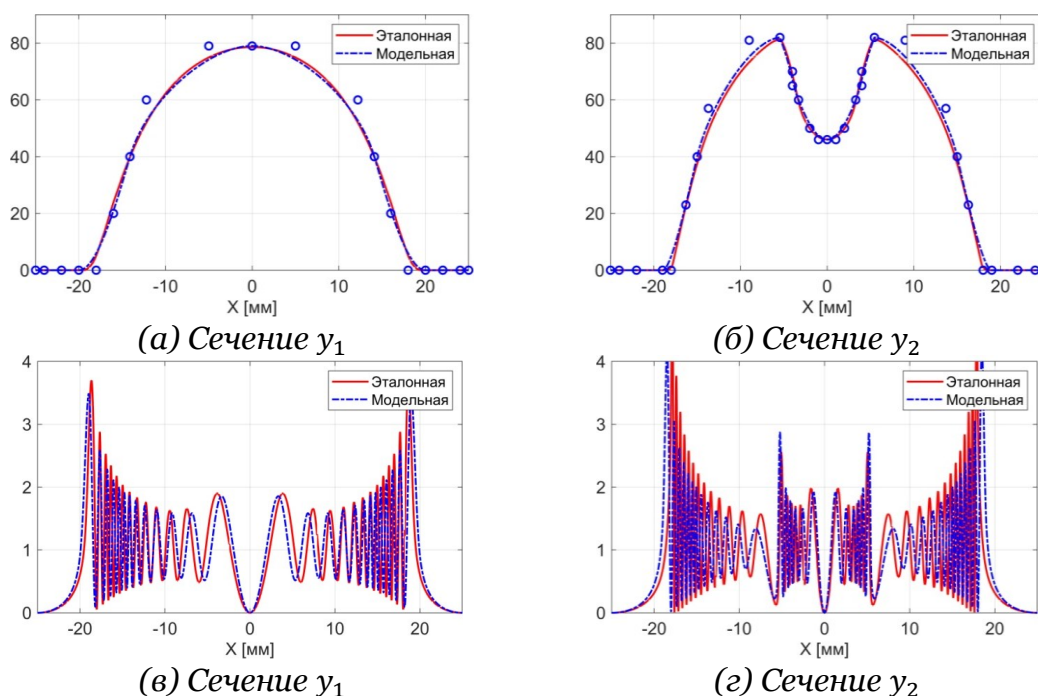 Эталонная
Модельная
80
60
40
20
0
-20
-10
0
10
20
X [мм]
(а) Сечение y₁
Эталонная
Модельная
80
60
40
20
0
-20
-10
0
10
20
X [мм]
(б) Сечение y₂
Эталонная
Модельная
4
3
2
1
0
-20
-10
0
10
20
X [мм]
(в) Сечение y₁
Эталонная
Модельная
4
3
2
1
0
-20
-10
0
10
20
X [мм]
(г) Сечение y₂